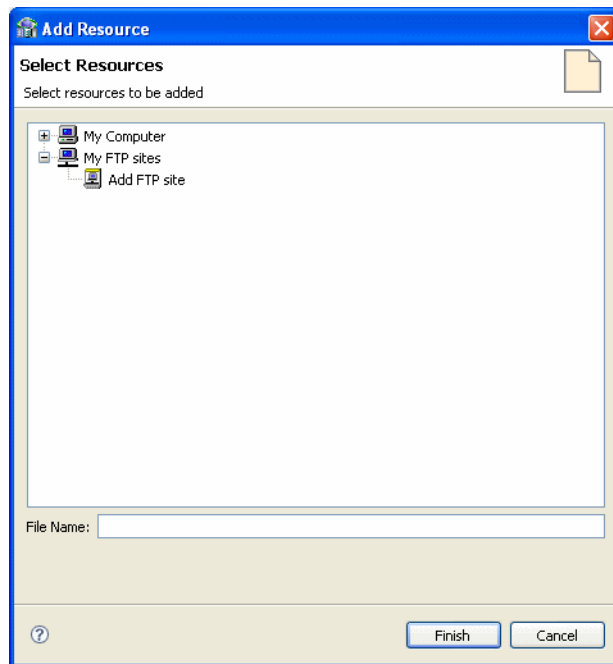 Add Resource
Select Resources
Select resources to be added
My Computer
My FTP sites
Add FTP site
File Name:
Finish Cancel